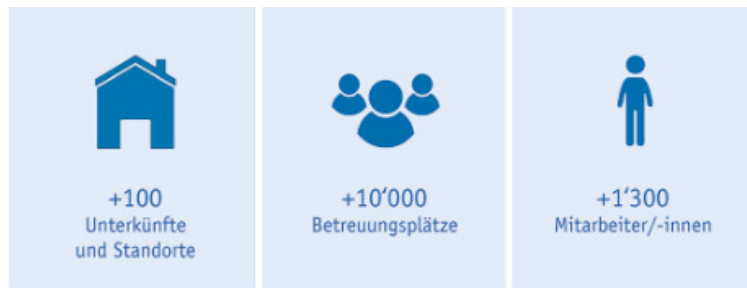 +100
Unterkünfte
und Standorte
+10‘000
Betreuungsplätze
+1‘300
Mitarbeiter/-innen